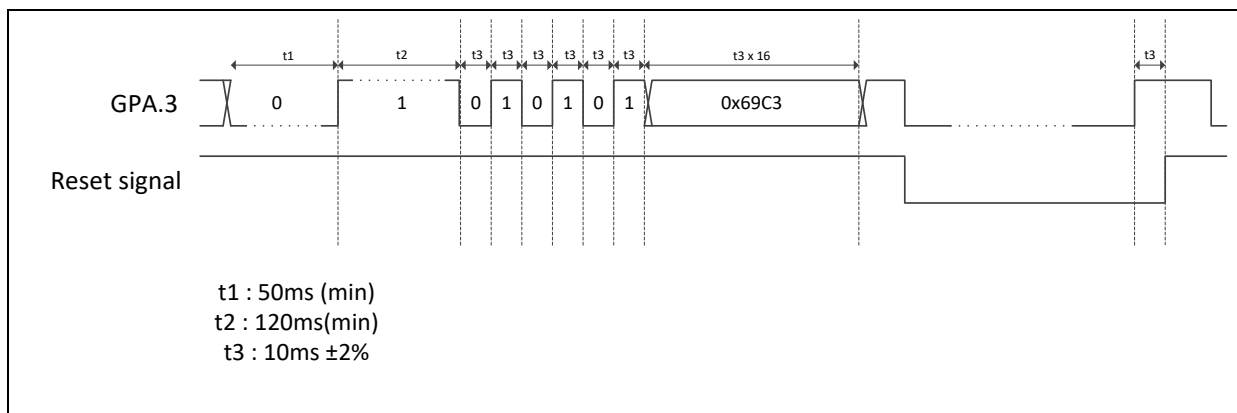 t1 t2 t3 t3 t3 t3 t3 t3 t3 x 16 t3
GPA.3 0 1 0 1 0 1 0 1 0x69C3
Reset signal
t1 : 50ms (min)
t2 : 120ms(min)
t3 : 10ms ±2%